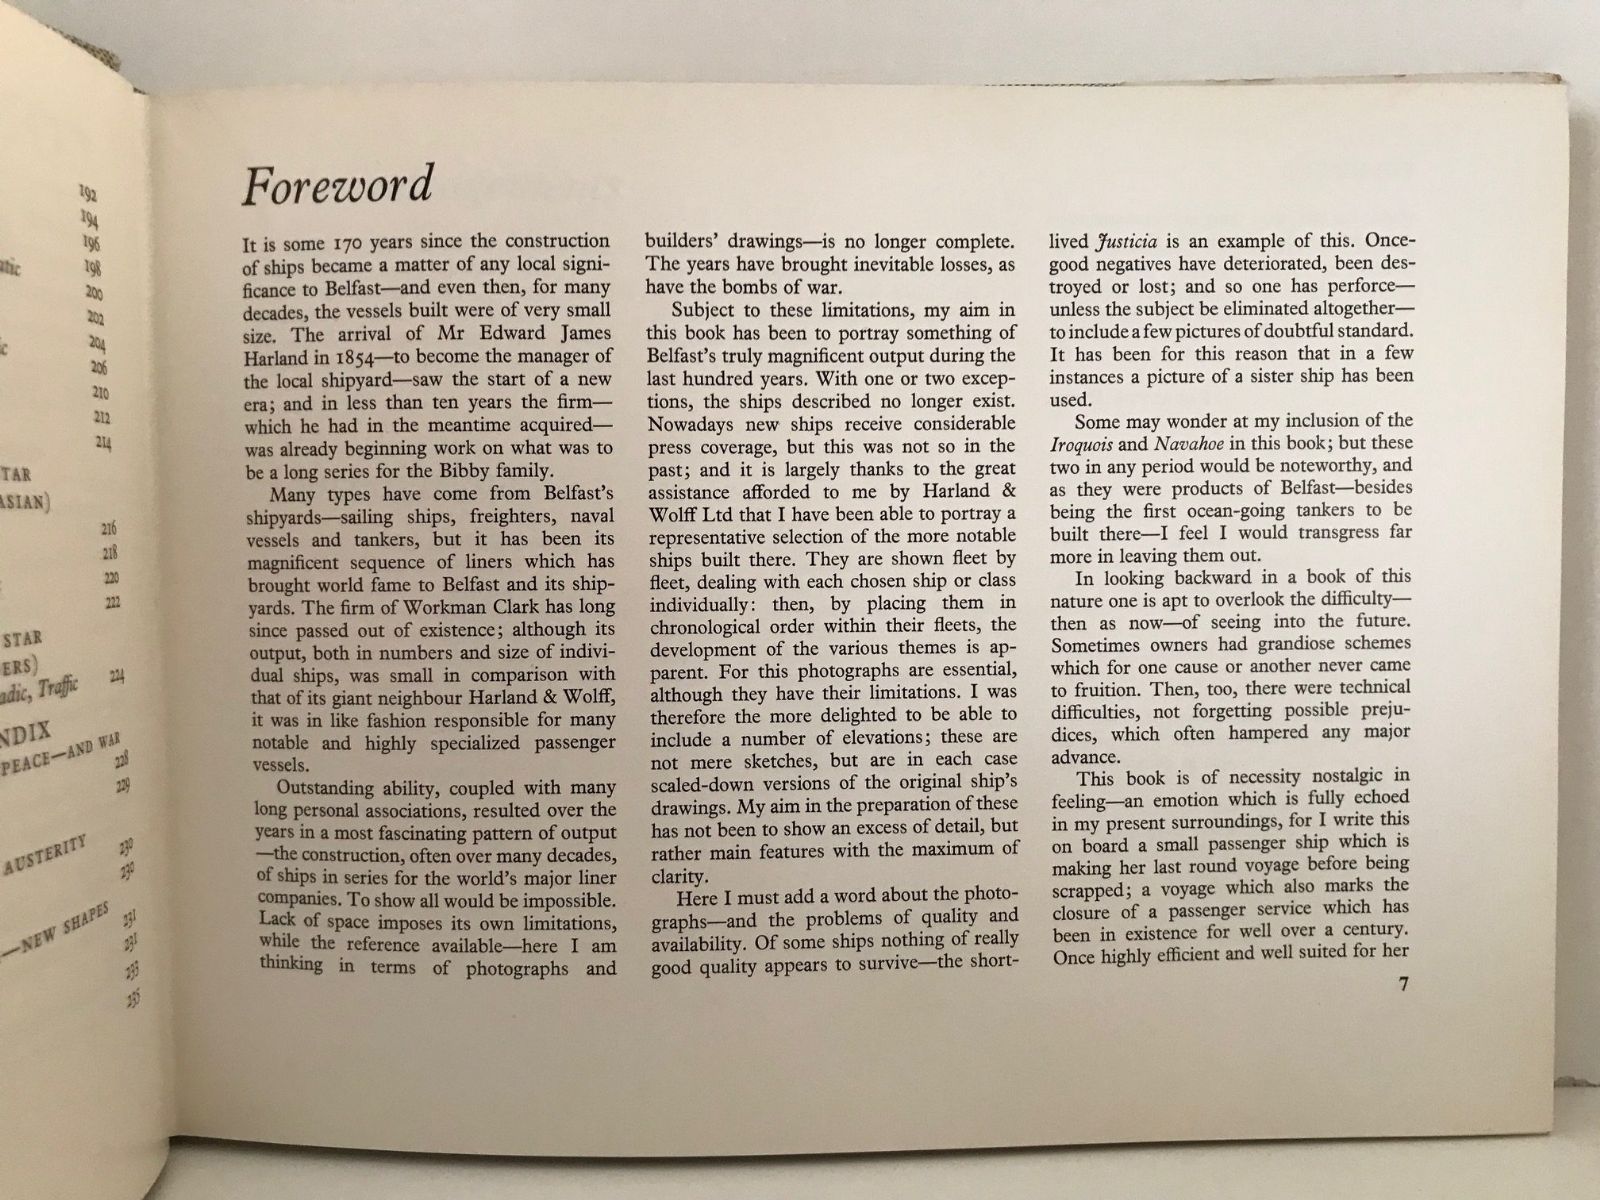 192
194
196
198
200
202
204
206
210
212
214
TAR
ASIAN)
216
218
220
222
STAR
ERS)
Traffic 224
NDIX
PEACE—AND WAR
228
229
AUSTERITY 230
230
—NEW SHAPES 231
231
233
235
Foreword
It is some 170 years since the construction
of ships became a matter of any local signi-
ficance to Belfast—and even then, for many
decades, the vessels built were of very small
size. The arrival of Mr Edward James
Harland in 1854—to become the manager of
the local shipyard—saw the start of a new
era; and in less than ten years the firm—
which he had in the meantime acquired—
was already beginning work on what was to
be a long series for the Bibby family.
Many types have come from Belfast's
shipyards—sailing ships, freighters, naval
vessels and tankers, but it has been its
magnificent sequence of liners which has
brought world fame to Belfast and its ship-
yards. The firm of Workman Clark has long
since passed out of existence; although its
output, both in numbers and size of indivi-
dual ships, was small in comparison with
that of its giant neighbour Harland & Wolff,
it was in like fashion responsible for many
notable and highly specialized passenger
vessels.
Outstanding ability, coupled with many
long personal associations, resulted over the
years in a most fascinating pattern of output
—the construction, often over many decades,
of ships in series for the world's major liner
companies. To show all would be impossible.
Lack of space imposes its own limitations,
while the reference available—here I am
thinking in terms of photographs and
builders' drawings—is no longer complete.
The years have brought inevitable losses, as
have the bombs of war.
Subject to these limitations, my aim in
this book has been to portray something of
Belfast's truly magnificent output during the
last hundred years. With one or two excep-
tions, the ships described no longer exist.
Nowadays new ships receive considerable
press coverage, but this was not so in the
past; and it is largely thanks to the great
assistance afforded to me by Harland &
Wolff Ltd that I have been able to portray a
representative selection of the more notable
ships built there. They are shown fleet by
fleet, dealing with each chosen ship or class
individually: then, by placing them in
chronological order within their fleets, the
development of the various themes is ap-
parent. For this photographs are essential,
although they have their limitations. I was
therefore the more delighted to be able to
include a number of elevations; these are
not mere sketches, but are in each case
scaled-down versions of the original ship's
drawings. My aim in the preparation of these
has not been to show an excess of detail, but
rather main features with the maximum of
clarity.
Here I must add a word about the photo-
graphs—and the problems of quality and
availability. Of some ships nothing of really
good quality appears to survive—the short-
lived Justicia is an example of this. Once-
good negatives have deteriorated, been des-
troyed or lost; and so one has perforce—
unless the subject be eliminated altogether—
to include a few pictures of doubtful standard.
It has been for this reason that in a few
instances a picture of a sister ship has been
used.
Some may wonder at my inclusion of the
Iroquois and Navahoe in this book; but these
two in any period would be noteworthy, and
as they were products of Belfast—besides
being the first ocean-going tankers to be
built there—I feel I would transgress far
more in leaving them out.
In looking backward in a book of this
nature one is apt to overlook the difficulty—
then as now—of seeing into the future.
Sometimes owners had grandiose schemes
which for one cause or another never came
to fruition. Then, too, there were technical
difficulties, not forgetting possible preju-
dices, which often hampered any major
advance.
This book is of necessity nostalgic in
feeling—an emotion which is fully echoed
in my present surroundings, for I write this
on board a small passenger ship which is
making her last round voyage before being
scrapped; a voyage which also marks the
closure of a passenger service which has
been in existence for well over a century.
Once highly efficient and well suited for her
7